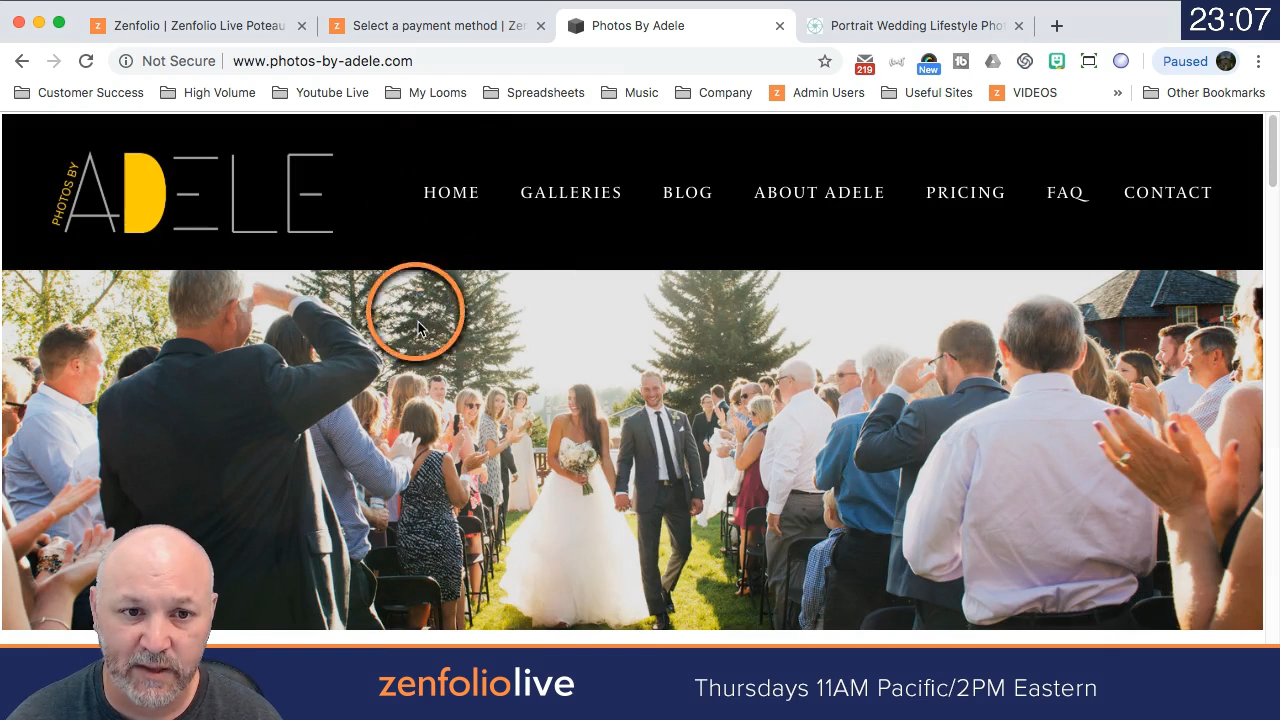 23:07
Zenfolio | Zenfolio Live Poteau
Select a payment method | Zen
Photos By Adele
Portrait Wedding Lifestyle Phot
Not Secure
www.photos-by-adele.com
219
New
Paused
Customer Success
High Volume
Youtube Live
My Looms
Spreadsheets
Music
Company
Admin Users
Useful Sites
VIDEOS
»
Other Bookmarks
PHOTOS BY
ADELE
HOME
GALLERIES
BLOG
ABOUT ADELE
PRICING
FAQ
CONTACT
zenfoliolive
Thursdays 11AM Pacific/2PM Eastern